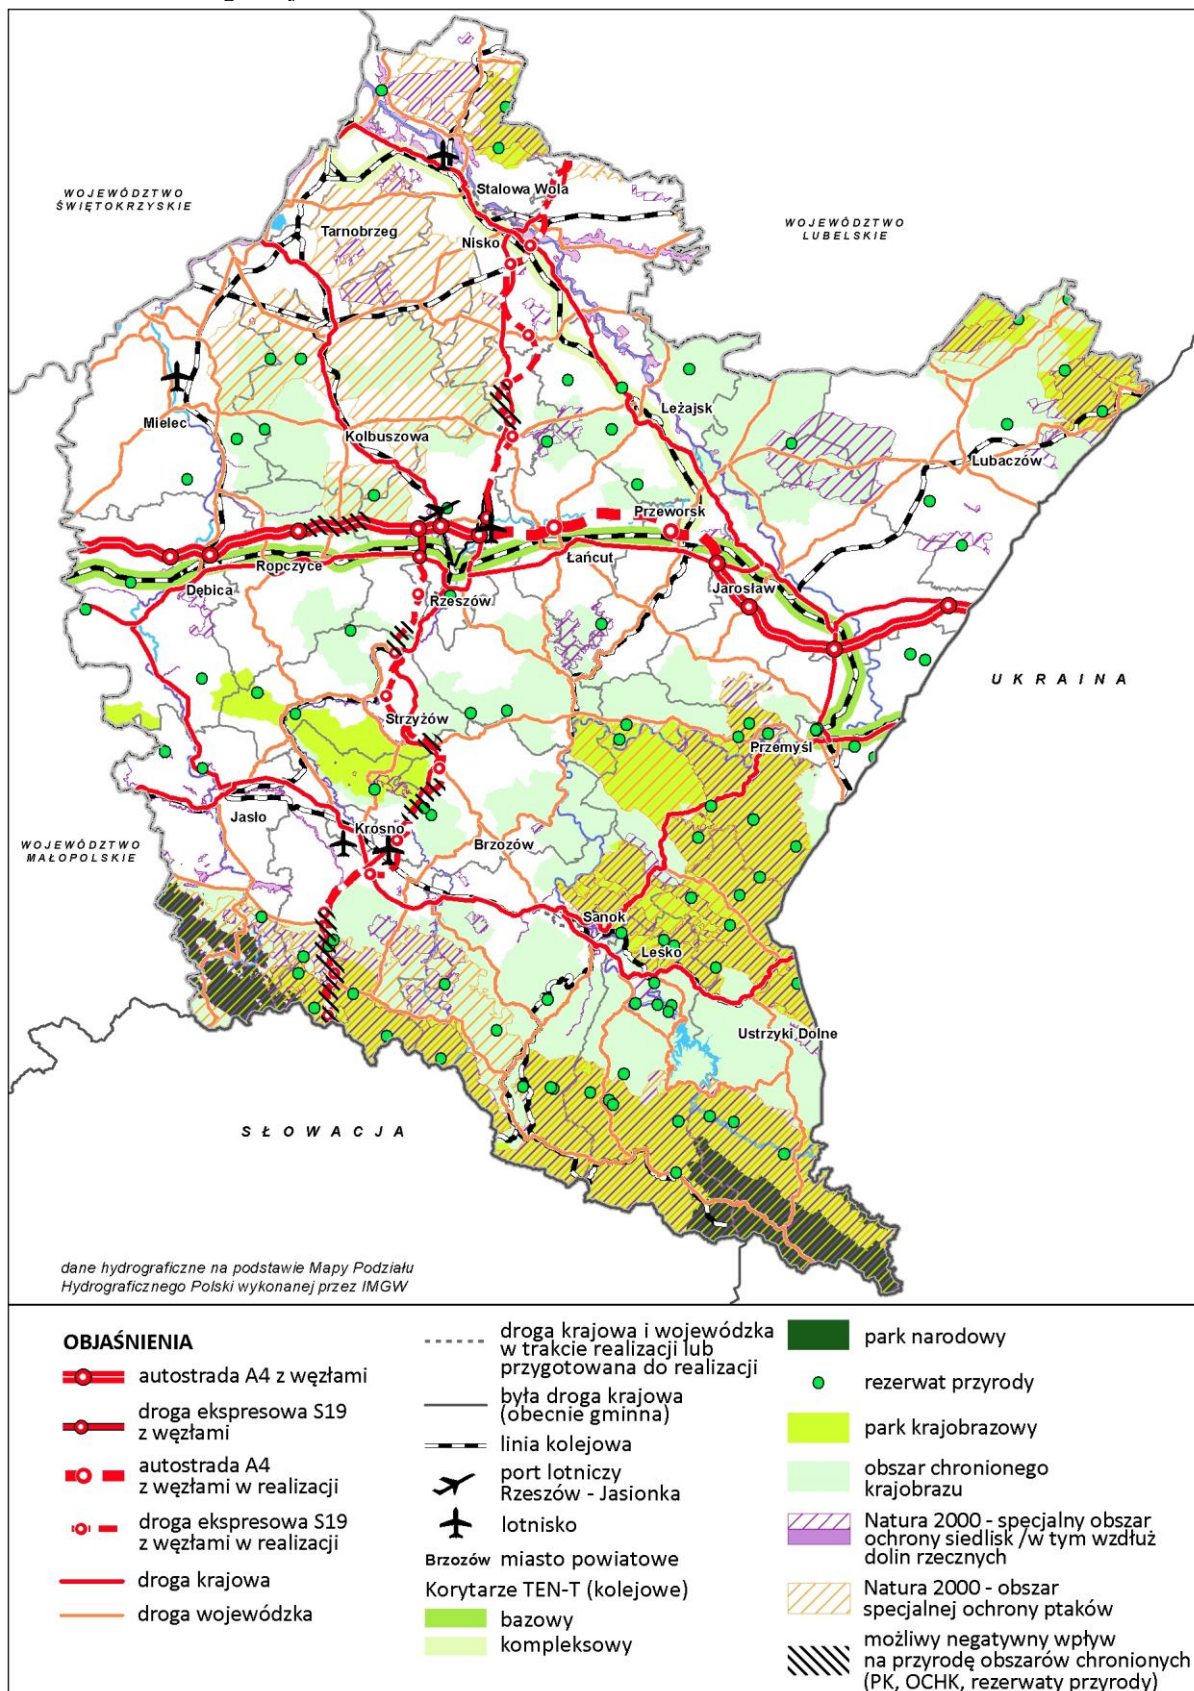 WOJEWÓDZTWO
ŚWIĘTOKRZYSKIE
Stalowa Wola
WOJEWÓDZTWO
LUBELSKIE
Tarnobrzeg
Nisko
Leżajsk
Mielec
Kolbuszowa
Lubaczów
Przeworsk
Łańcut
Ropczyce
Dębica
Rzeszów
Jarosław
UKRAINA
Strzyżów
Przemyśl
Jasło
Krosno
Brzozów
WOJEWÓDZTWO
MAŁOPOLSKIE
Sanok
Lesko
Ustrzyki Dolne
SŁOWACJA
dane hydrograficzne na podstawie Mapy Podziału
Hydrograficznego Polski wykonanej przez IMGW
OBJAŚNIENIA
autostrada A4 z węzłami
droga ekspresowa S19
z węzłami
autostrada A4
z węzłami w realizacji
droga ekspresowa S19
z węzłami w realizacji
droga krajowa
droga wojewódzka
droga krajowa i wojewódzka
w trakcie realizacji lub
przygotowana do realizacji
była droga krajowa
(obecnie gminna)
linia kolejowa
port lotniczy
Rzeszów - Jasionka
lotnisko
Brzozów miasto powiatowe
Korytarze TEN-T (kolejowe)
bazowy
kompleksowy
park narodowy
rezerwat przyrody
park krajobrazowy
obszar chronionego
krajobrazu
Natura 2000 - specjalny obszar
ochrony siedlisk /w tym wzdłuż
dolin rzecznych
Natura 2000 - obszar
specjalnej ochrony ptaków
możliwy negatywny wpływ
na przyrodę obszarów chronionych
(PK, OCHK, rezerwaty przyrody)